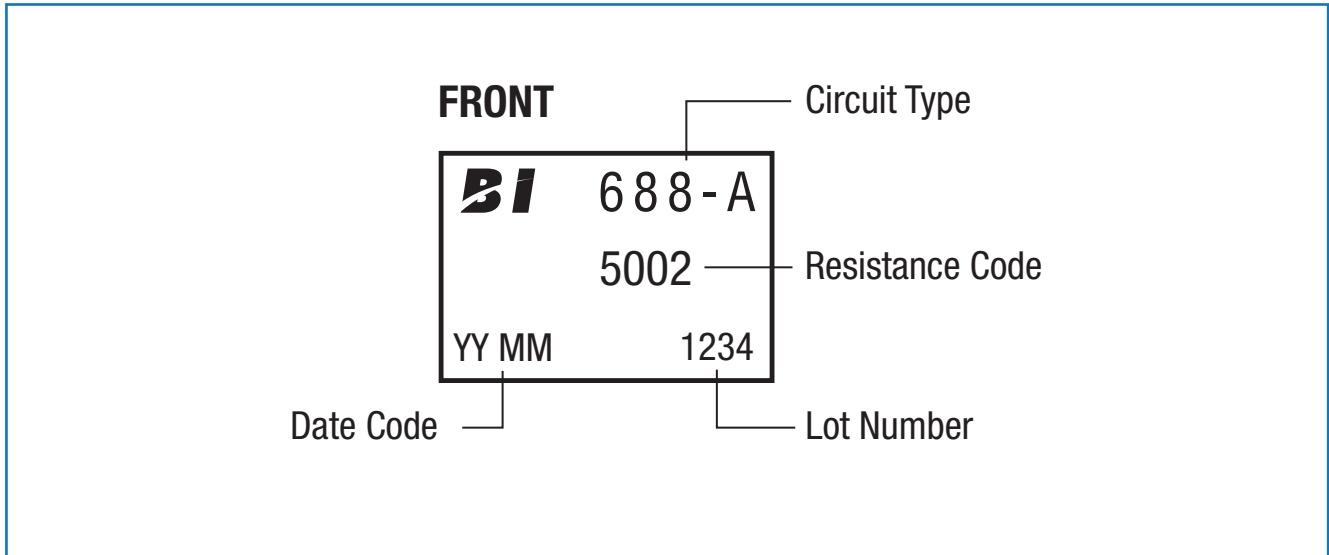 FRONT
Circuit Type
BI 688-A
5002
Resistance Code
YY MM
1234
Date Code
Lot Number